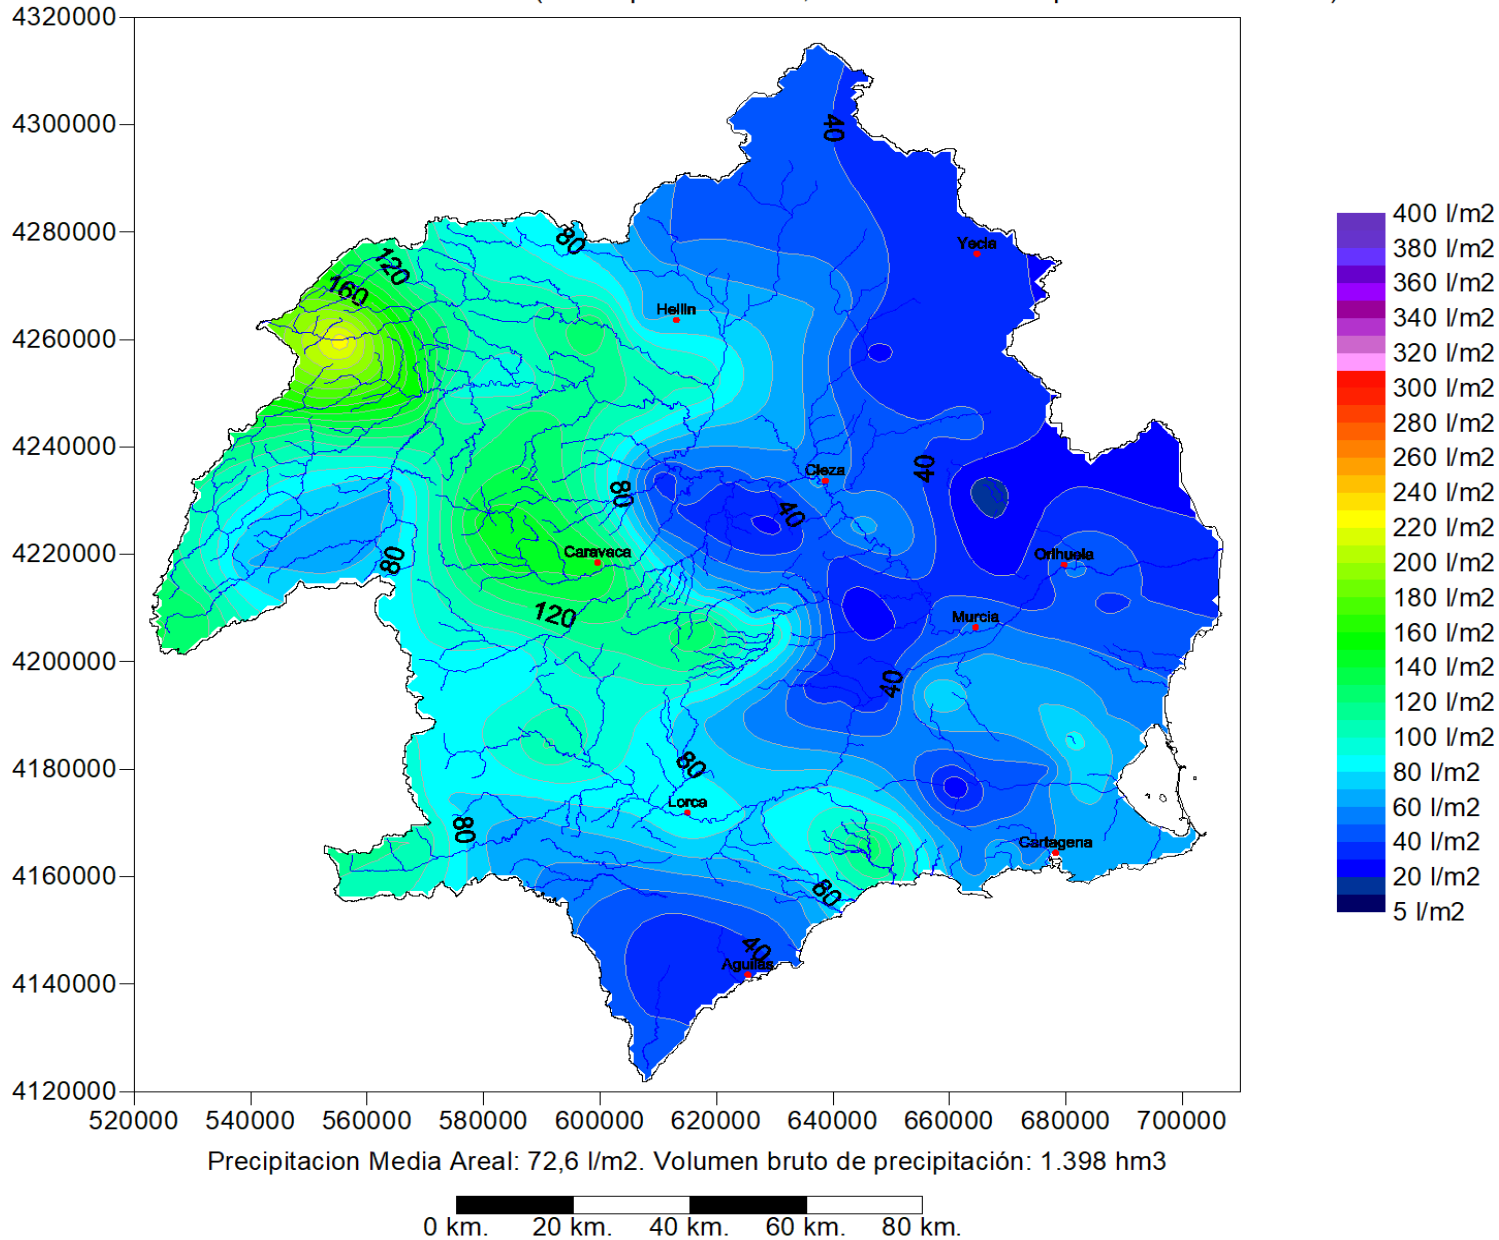 4320000
4300000
4280000
4260000
4240000
4220000
4200000
4180000
4160000
4140000
4120000
520000 540000 560000 580000 600000 620000 640000 660000 680000 700000
40
80
120
160
Yecla
Hellin
Cieza
40
80
40
80
Caravaca
Orihuela
120
Murcia
40
80
Lorca
80
Cartagena
80
40
Aguilas
400 l/m2
380 l/m2
360 l/m2
340 l/m2
320 l/m2
300 l/m2
280 l/m2
260 l/m2
240 l/m2
220 l/m2
200 l/m2
180 l/m2
160 l/m2
140 l/m2
120 l/m2
100 l/m2
80 l/m2
60 l/m2
40 l/m2
20 l/m2
5 l/m2
Precipitacion Media Areal: 72,6 l/m2. Volumen bruto de precipitación: 1.398 hm3
0 km. 20 km. 40 km. 60 km. 80 km.